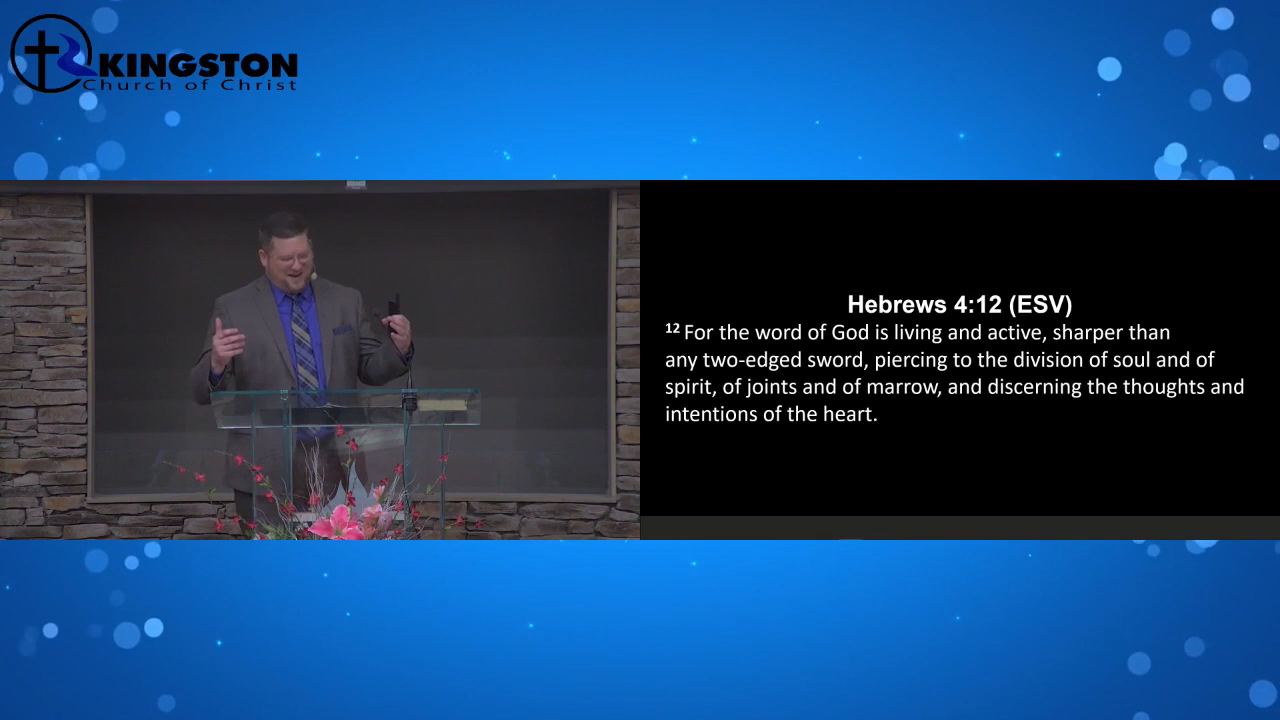 KINGSTON
Church of Christ
Hebrews 4:12 (ESV)
12 For the word of God is living and active, sharper than
any two-edged sword, piercing to the division of soul and of
spirit, of joints and of marrow, and discerning the thoughts and
intentions of the heart.